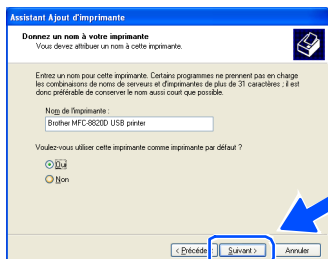 Assistant Ajout d'imprimante
Donnez un nom à votre imprimante
Vous devez attribuer un nom à cette imprimante.
Entrez un nom pour cette imprimante. Certains programmes ne prennent pas en charge
les combinaisons de noms de serveurs et d'imprimantes de plus de 31 caractères ; il est
donc préférable de conserver le nom aussi court que possible.
Nom de l'imprimante :
Brother MFC-8820D USB printer
Voulez-vous utiliser cette imprimante comme imprimante par défaut ?
Oui
Non
< Précédent Suivant > Annuler